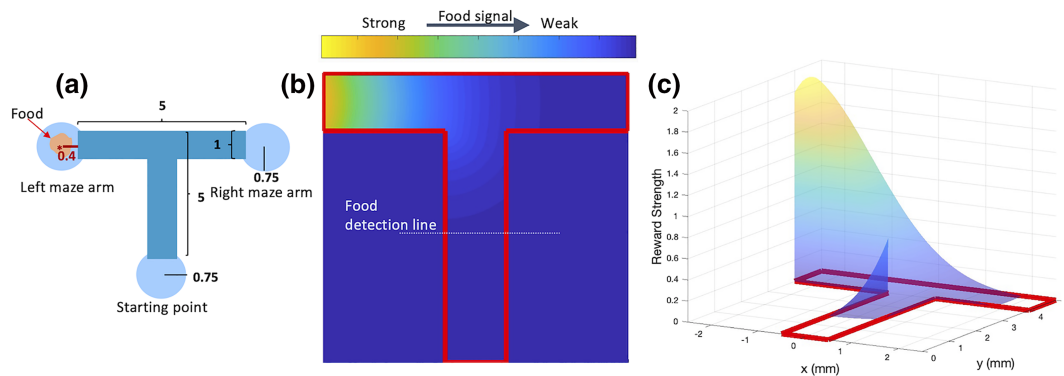 Strong Food signal Weak
(a)
5
Food
0.4
1
Left maze arm
5
0.75
Right maze arm
0.75
Starting point
(b)
Food
detection line
(c)
2
1.8
1.6
1.4
1.2
1
0.8
0.6
0.4
0.2
0
Reward Strength
-2
-1
0
1
2
x (mm)
0
1
2
3
4
y (mm)